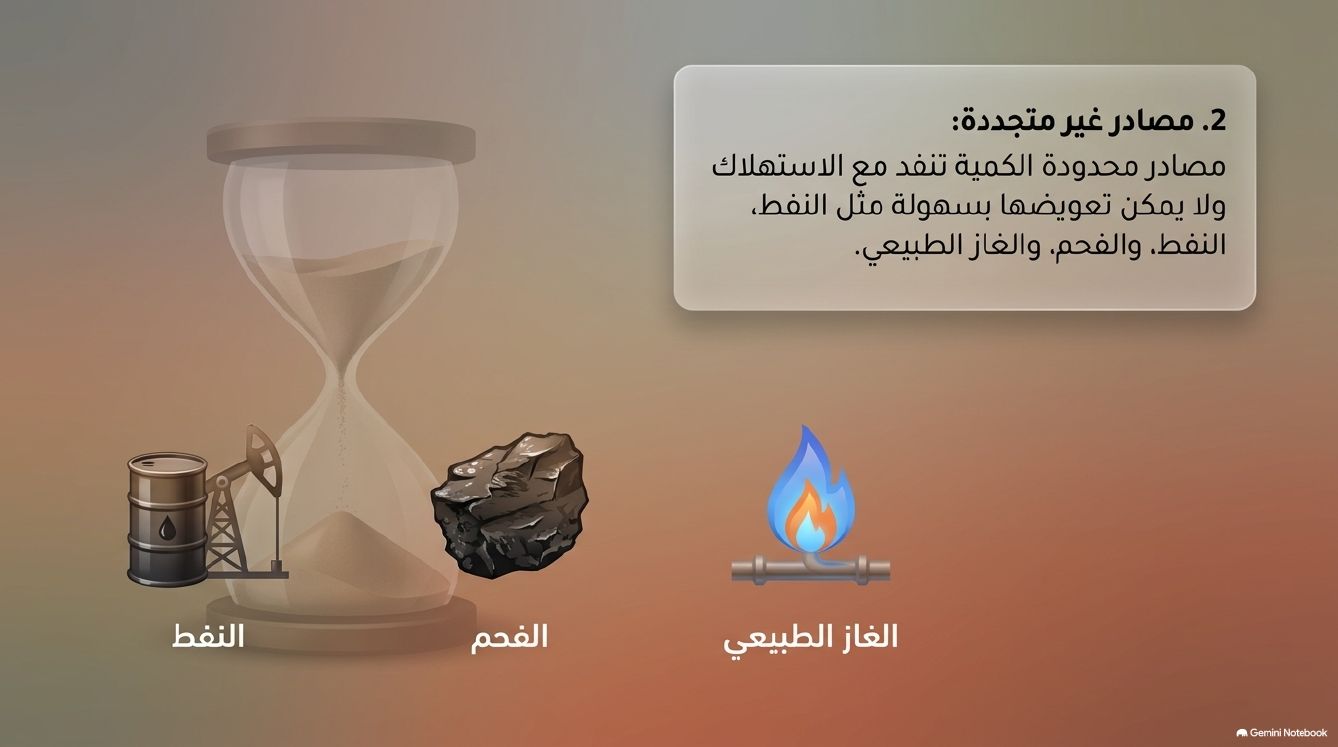 2. مصادر غير متجددة:
مصادر محدودة الكمية تنفد مع الاستهلاك
ولا يمكن تعويضها بسهولة مثل النفط،
النفط، والفحم، والغاز الطبيعي.
النفط
الفحم
الغاز الطبيعي
Gemini Notebook